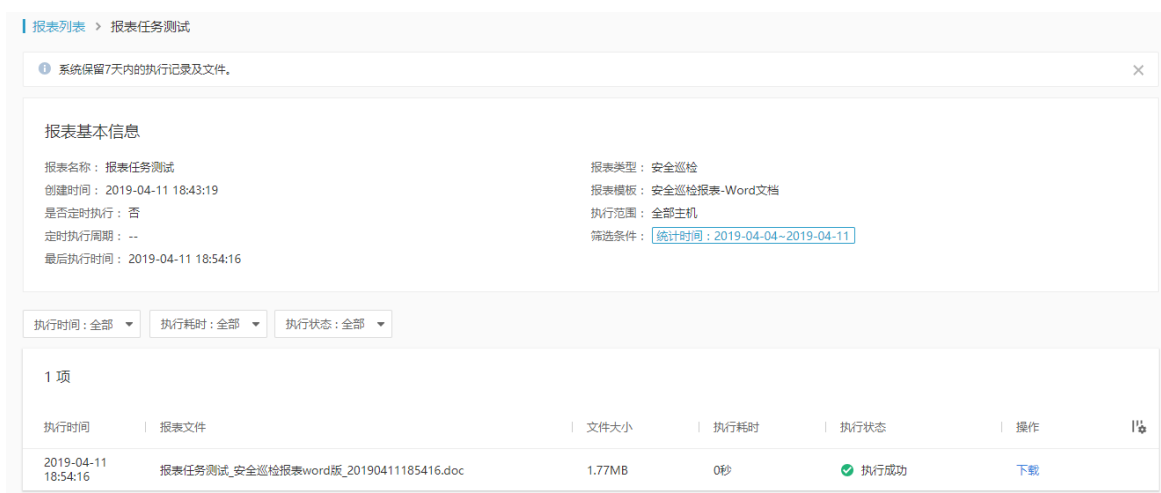 报表列表 > 报表任务测试
系统保留7天内的执行记录及文件。
报表基本信息
报表名称： 报表任务测试
报表类型： 安全巡检
创建时间： 2019-04-11 18:43:19
报表模板： 安全巡检报表-Word文档
是否定时执行： 否
执行范围： 全部主机
定时执行周期： --
筛选条件： 统计时间：2019-04-04~2019-04-11
最后执行时间： 2019-04-11 18:54:16
执行时间：全部 执行耗时：全部 执行状态：全部
1 项
执行时间 报表文件 文件大小 执行耗时 执行状态 操作
2019-04-11
18:54:16
报表任务测试_安全巡检报表word版_20190411185416.doc 1.77MB 0秒 执行成功 下载